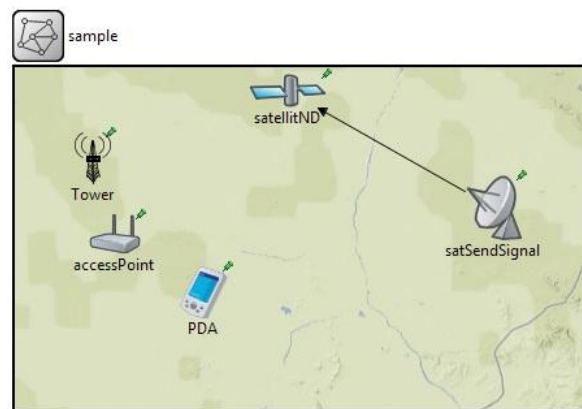 sample
satellitND
Tower
accessPoint
satSendSignal
PDA